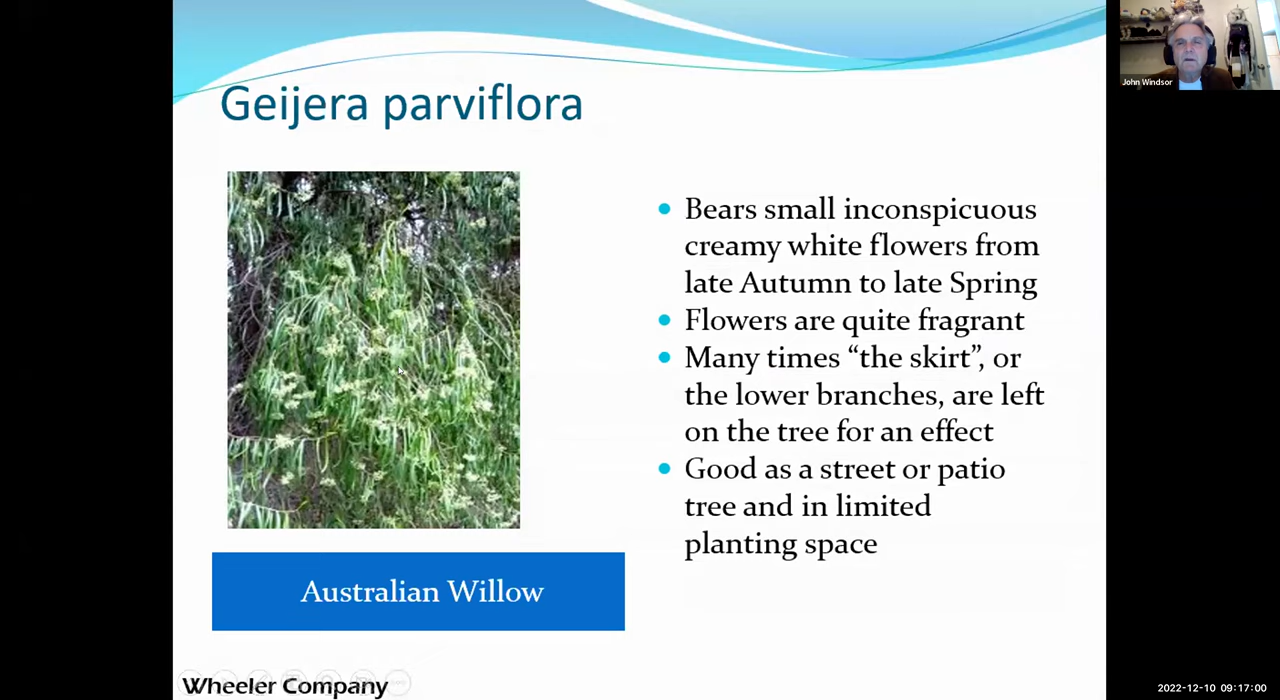 Geijera parviflora
Bears small inconspicuous
creamy white flowers from
late Autumn to late Spring
Flowers are quite fragrant
Many times “the skirt”, or
the lower branches, are left
on the tree for an effect
Good as a street or patio
tree and in limited
planting space
Australian Willow
Wheeler Company
John Windsor
2022-12-10 09:17:00